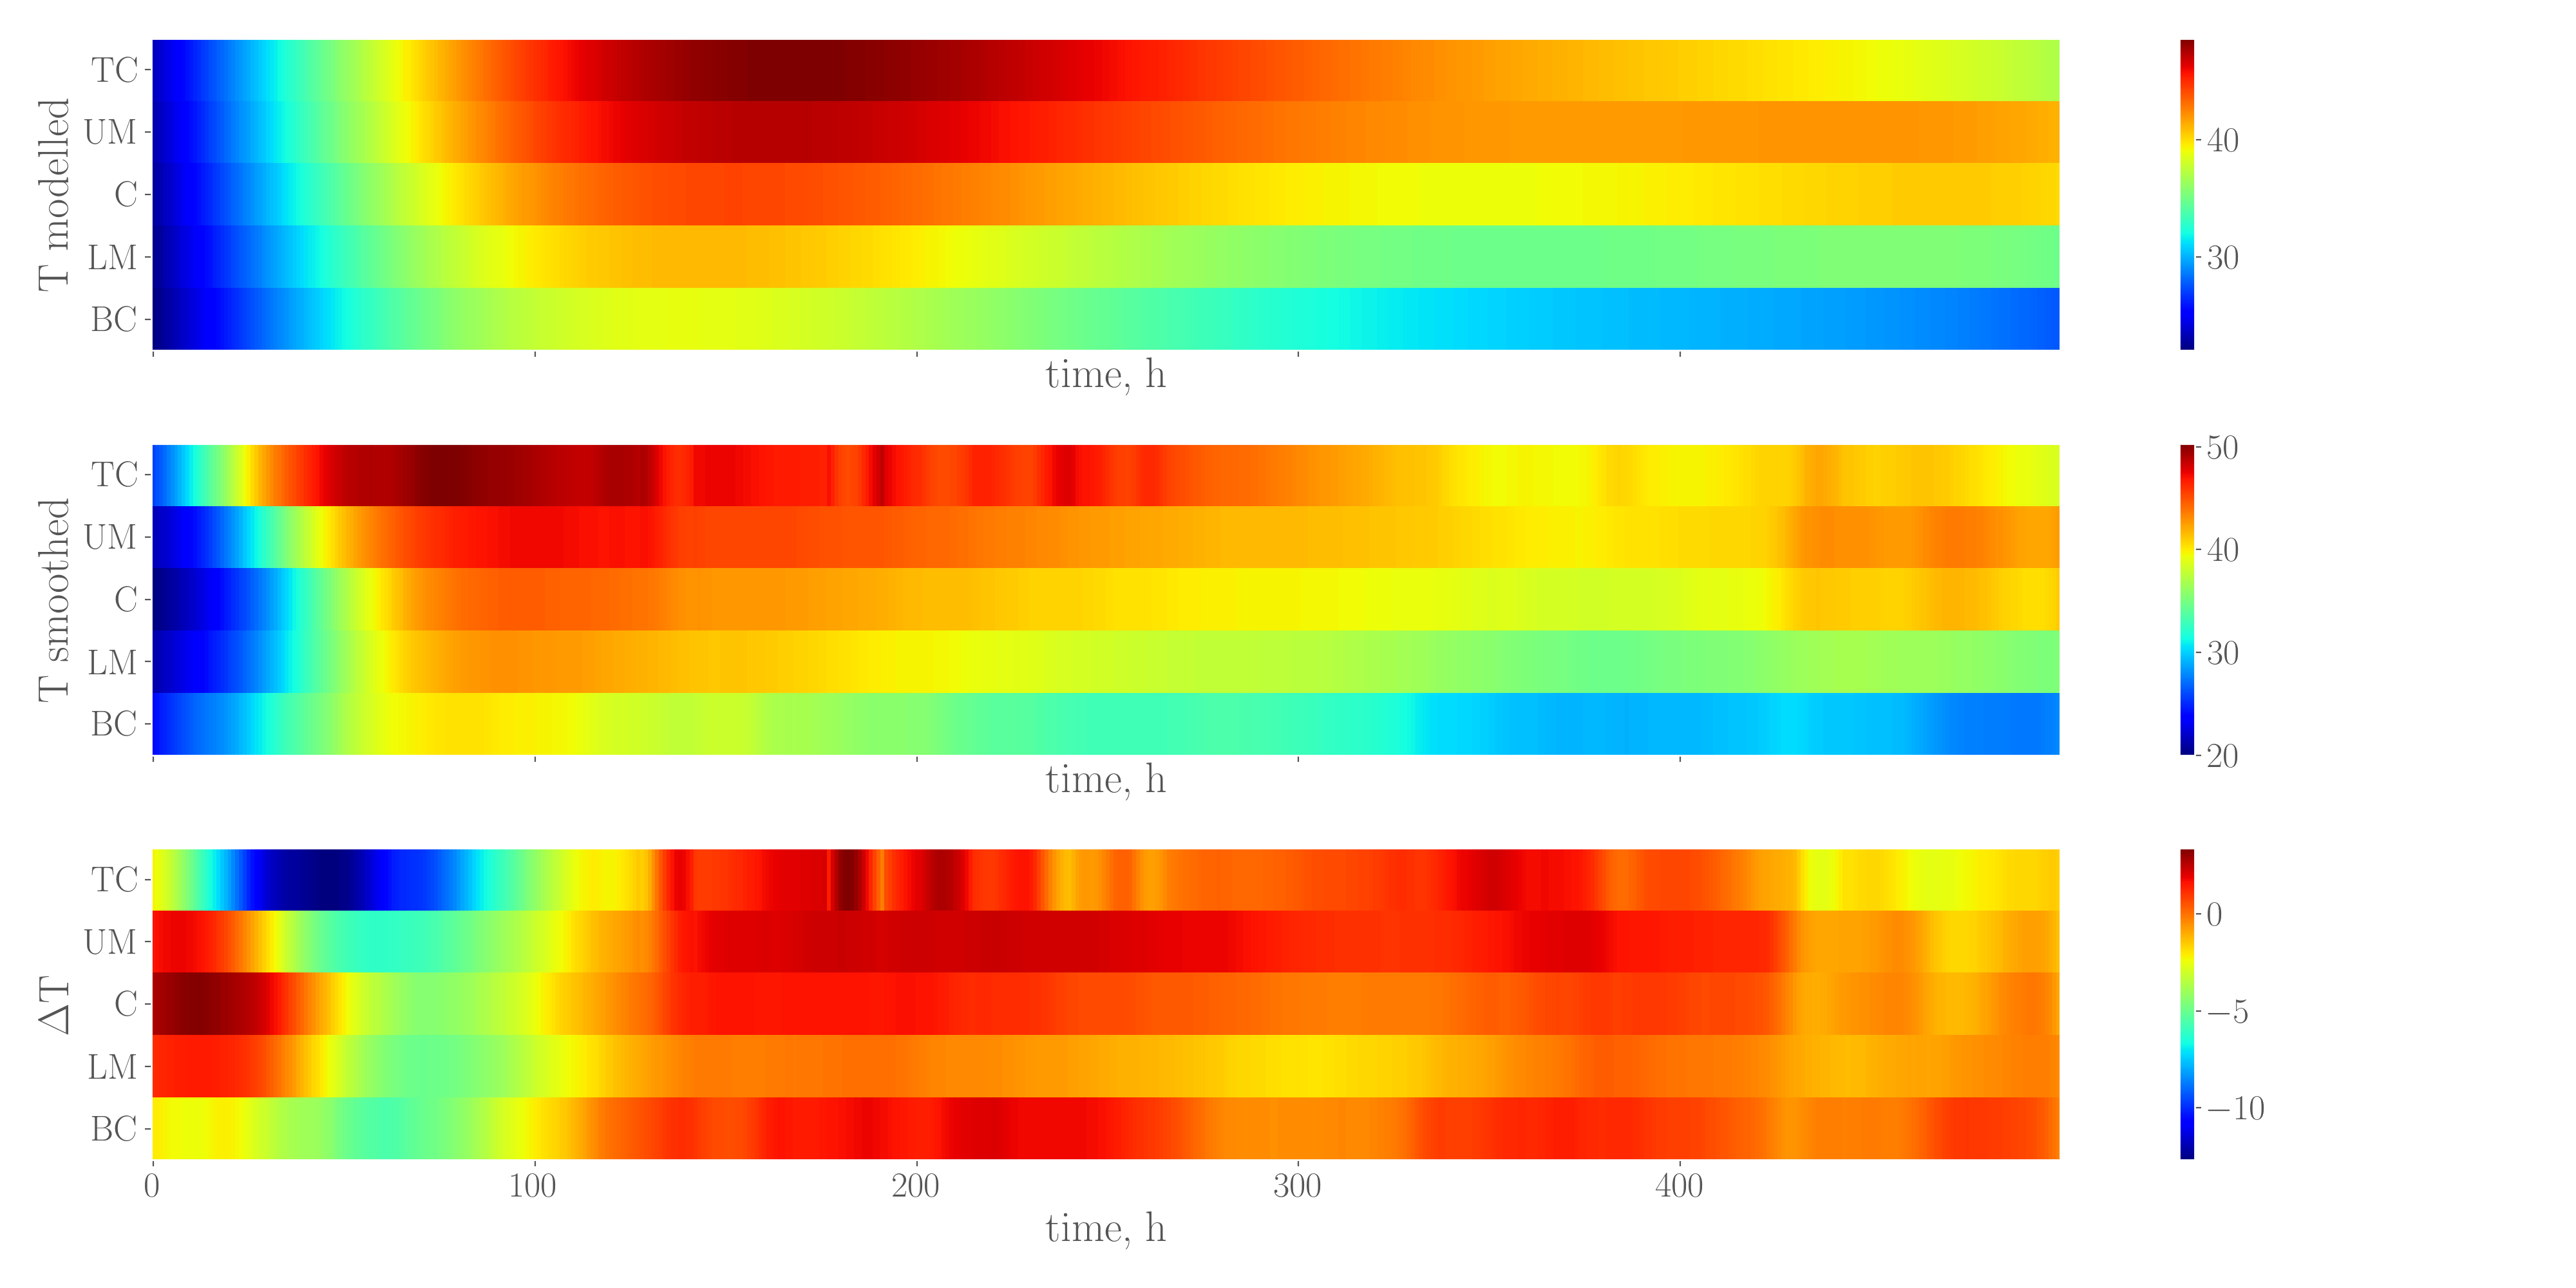 T modelled
TC
UM
C
LM
BC
time, h
40
30
T smoothed
TC
UM
C
LM
BC
time, h
50
40
30
20
ΔT
TC
UM
C
LM
BC
0
100
200
300
400
time, h
0
−5
−10